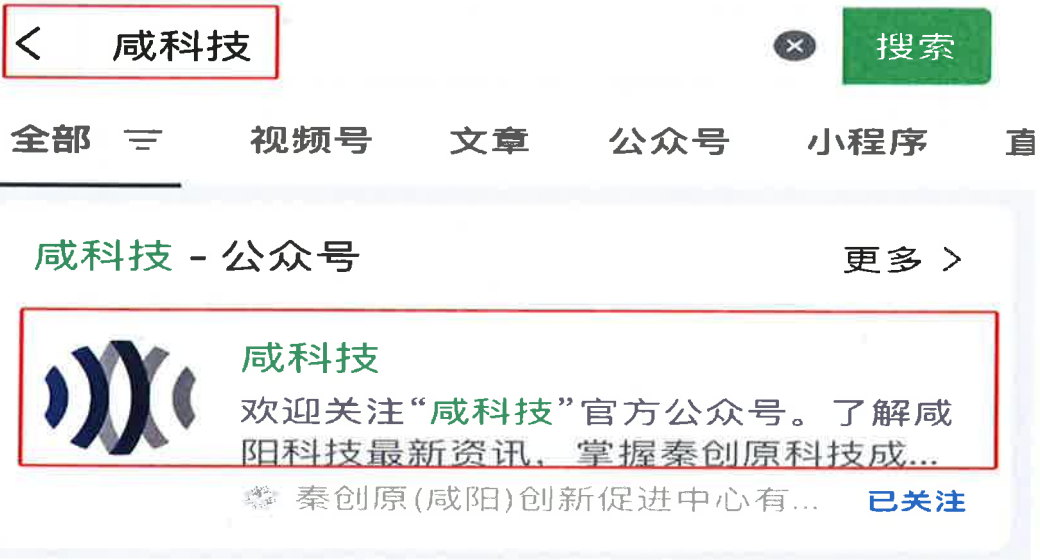 < 咸科技 搜索
全部 视频号 文章 公众号 小程序 直
咸科技 - 公众号 更多 >
咸科技
欢迎关注“咸科技”官方公众号。了解咸
阳科技最新资讯，掌握秦创原科技成...
秦创原(咸阳)创新促进中心有... 已关注